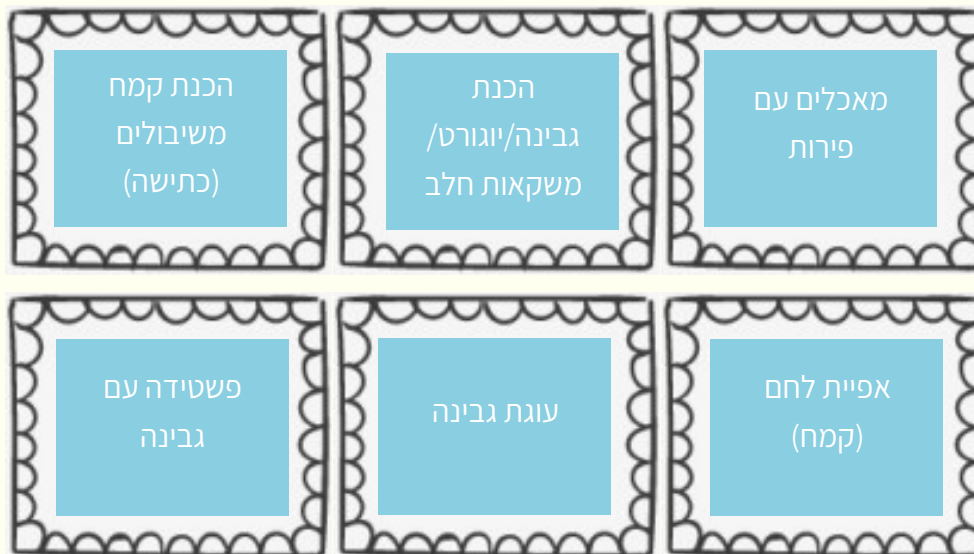 מאכלים עם
פירות
הכנת
גבינה/יוגורט/
משקאות חלב
הכנת קמח
משיבולים
(כתישה)
אפיית לחם
(קמח)
עוגת גבינה
פשטידה עם
גבינה